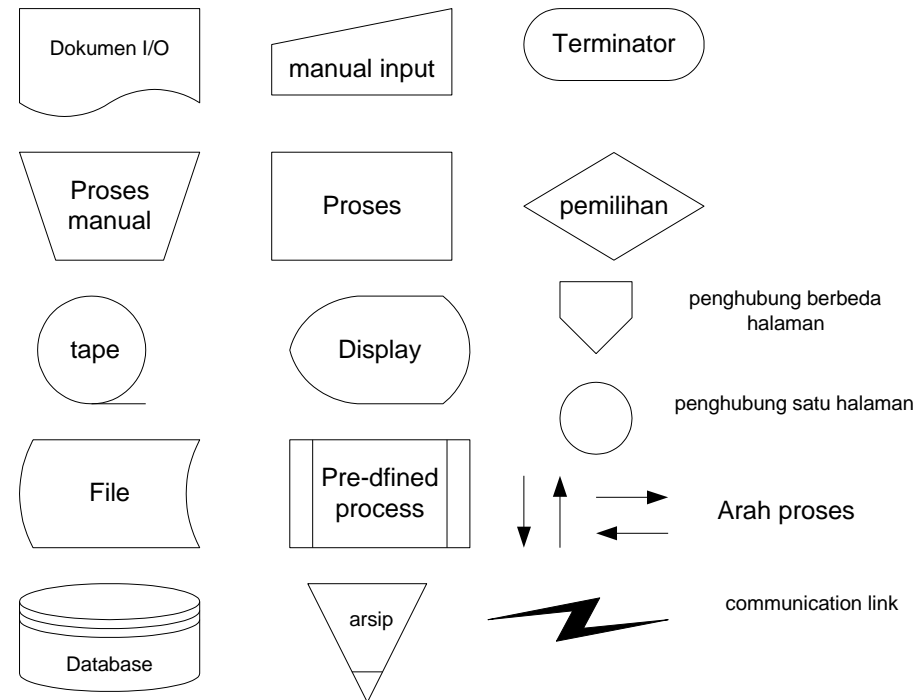 Dokumen I/O
manual input
Terminator
Proses
manual
Proses
pemilihan
penghubung berbeda
halaman
tape
Display
penghubung satu halaman
File
Pre-dfined
process
Arah proses
Database
arsip
communication link